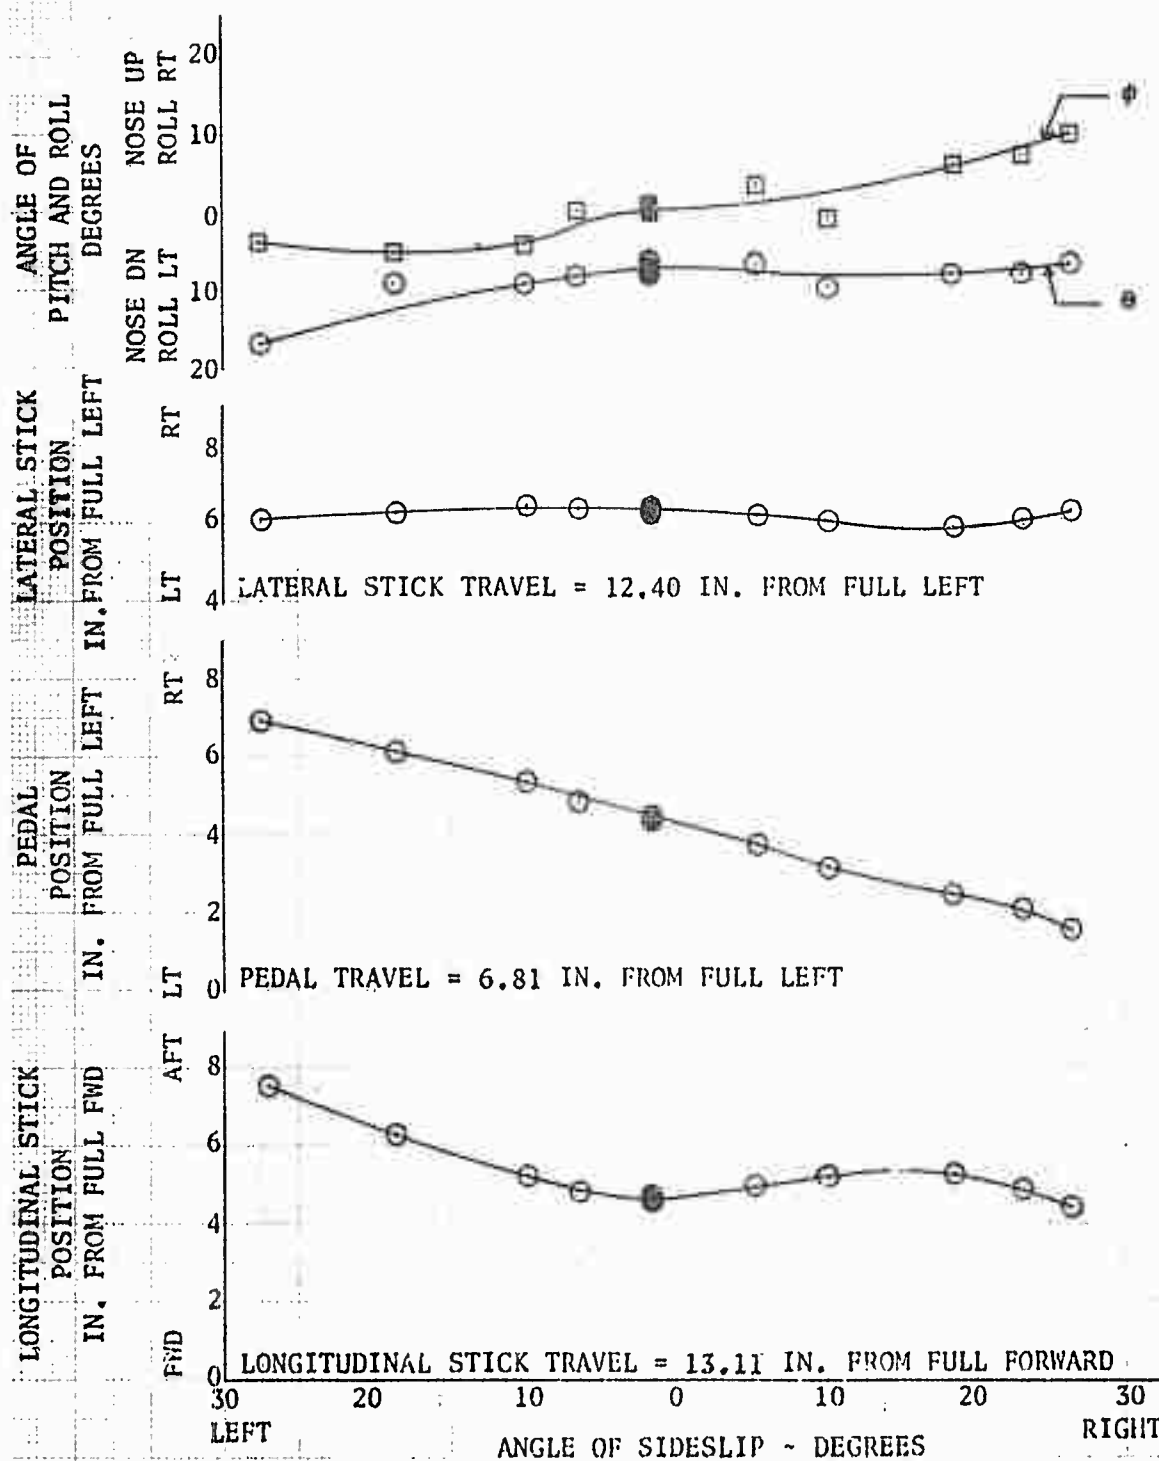 ANGLE OF
PITCH AND ROLL
DEGREES
NOSE UP
ROLL RT
NOSE DN
ROLL LT
20
10
0
10
20
φ
θ
LATERAL STICK
POSITION
IN. FROM FULL LEFT
RT
LT
8
6
4
LATERAL STICK TRAVEL = 12.40 IN. FROM FULL LEFT
PEDAL
POSITION
IN. FROM FULL LEFT
RT
LT
8
6
4
2
0
PEDAL TRAVEL = 6.81 IN. FROM FULL LEFT
LONGITUDINAL STICK
POSITION
IN. FROM FULL FWD
AFT
FWD
8
6
4
2
0
LONGITUDINAL STICK TRAVEL = 13.11 IN. FROM FULL FORWARD
30 20 10 0 10 20 30
LEFT RIGHT
ANGLE OF SIDESLIP ~ DEGREES